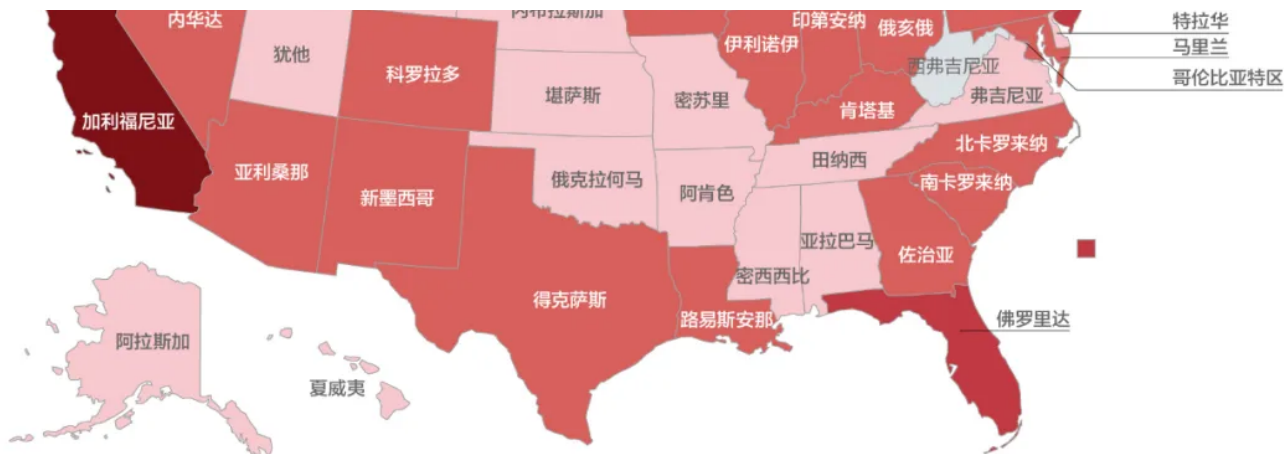 内布拉斯加
内华达
印第安纳
特拉华
俄亥俄
伊利诺伊
马里兰
犹他
西弗吉尼亚
科罗拉多
哥伦比亚特区
堪萨斯
弗吉尼亚
密苏里
肯塔基
加利福尼亚
北卡罗来纳
田纳西
亚利桑那
俄克拉何马
南卡罗来纳
阿肯色
新墨西哥
亚拉巴马
佐治亚
密西西比
得克萨斯
路易斯安那
佛罗里达
阿拉斯加
夏威夷